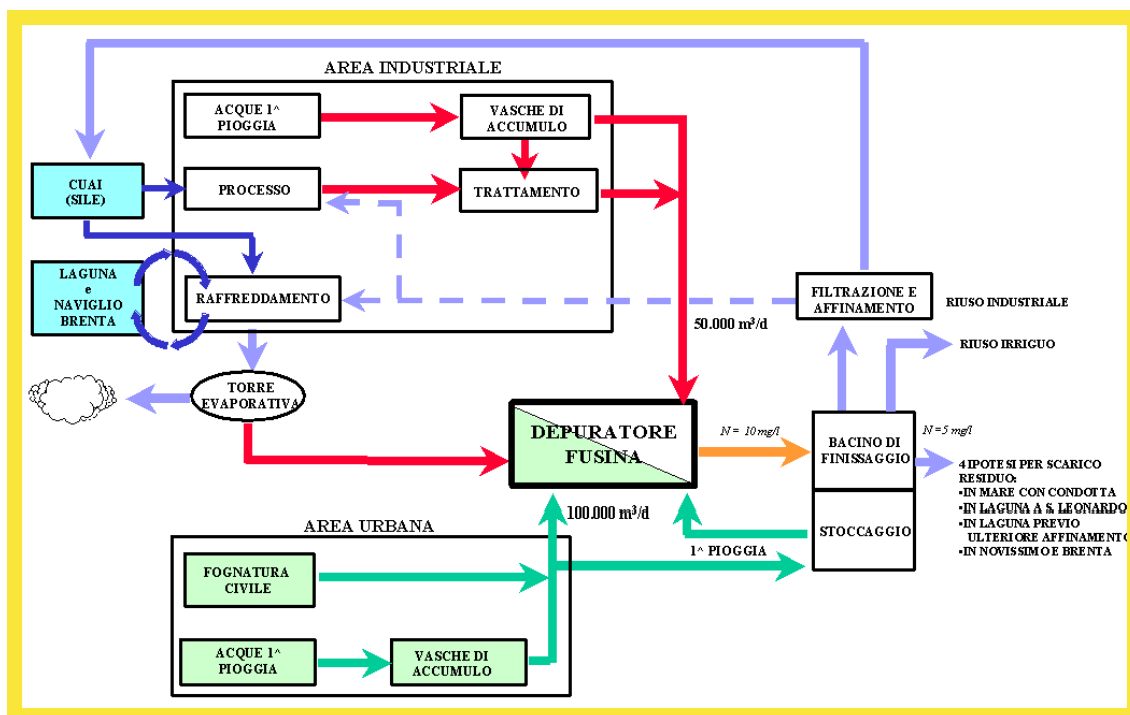 AREA INDUSTRIALE
ACQUE 1^
PIOGGIA
VASCHE DI
ACCUMULO
CUAI
(SILE)
PROCESSO
TRATTAMENTO
LAGUNA
e
NAVIGLIO
BRENTA
RAFFREDDAMENTO
FILTRAZIONE E
AFFINAMENTO
RIUSO INDUSTRIALE
50.000 m³/d
RIUSO IRRIGUO
TORRE
EVAPORATIVA
DEPURATORE
FUSINA
N = 10 mg/l
BACINO DI
FINISSAGGIO
N = 5 mg/l
4 IPOTESI PER SCARICO
RESIDUO:
•IN MARE CON CONDOTTA
•IN LAGUNA A S. LEONARDO
•IN LAGUNA PREVIO
ULTERIORE AFFINAMENTO
•IN NOVISSIMO E BRENTA
STOCCAGGIO
100.000 m³/d
1^ PIOGGIA
AREA URBANA
FOGNATURA
CIVILE
ACQUE 1^
PIOGGIA
VASCHE DI
ACCUMULO